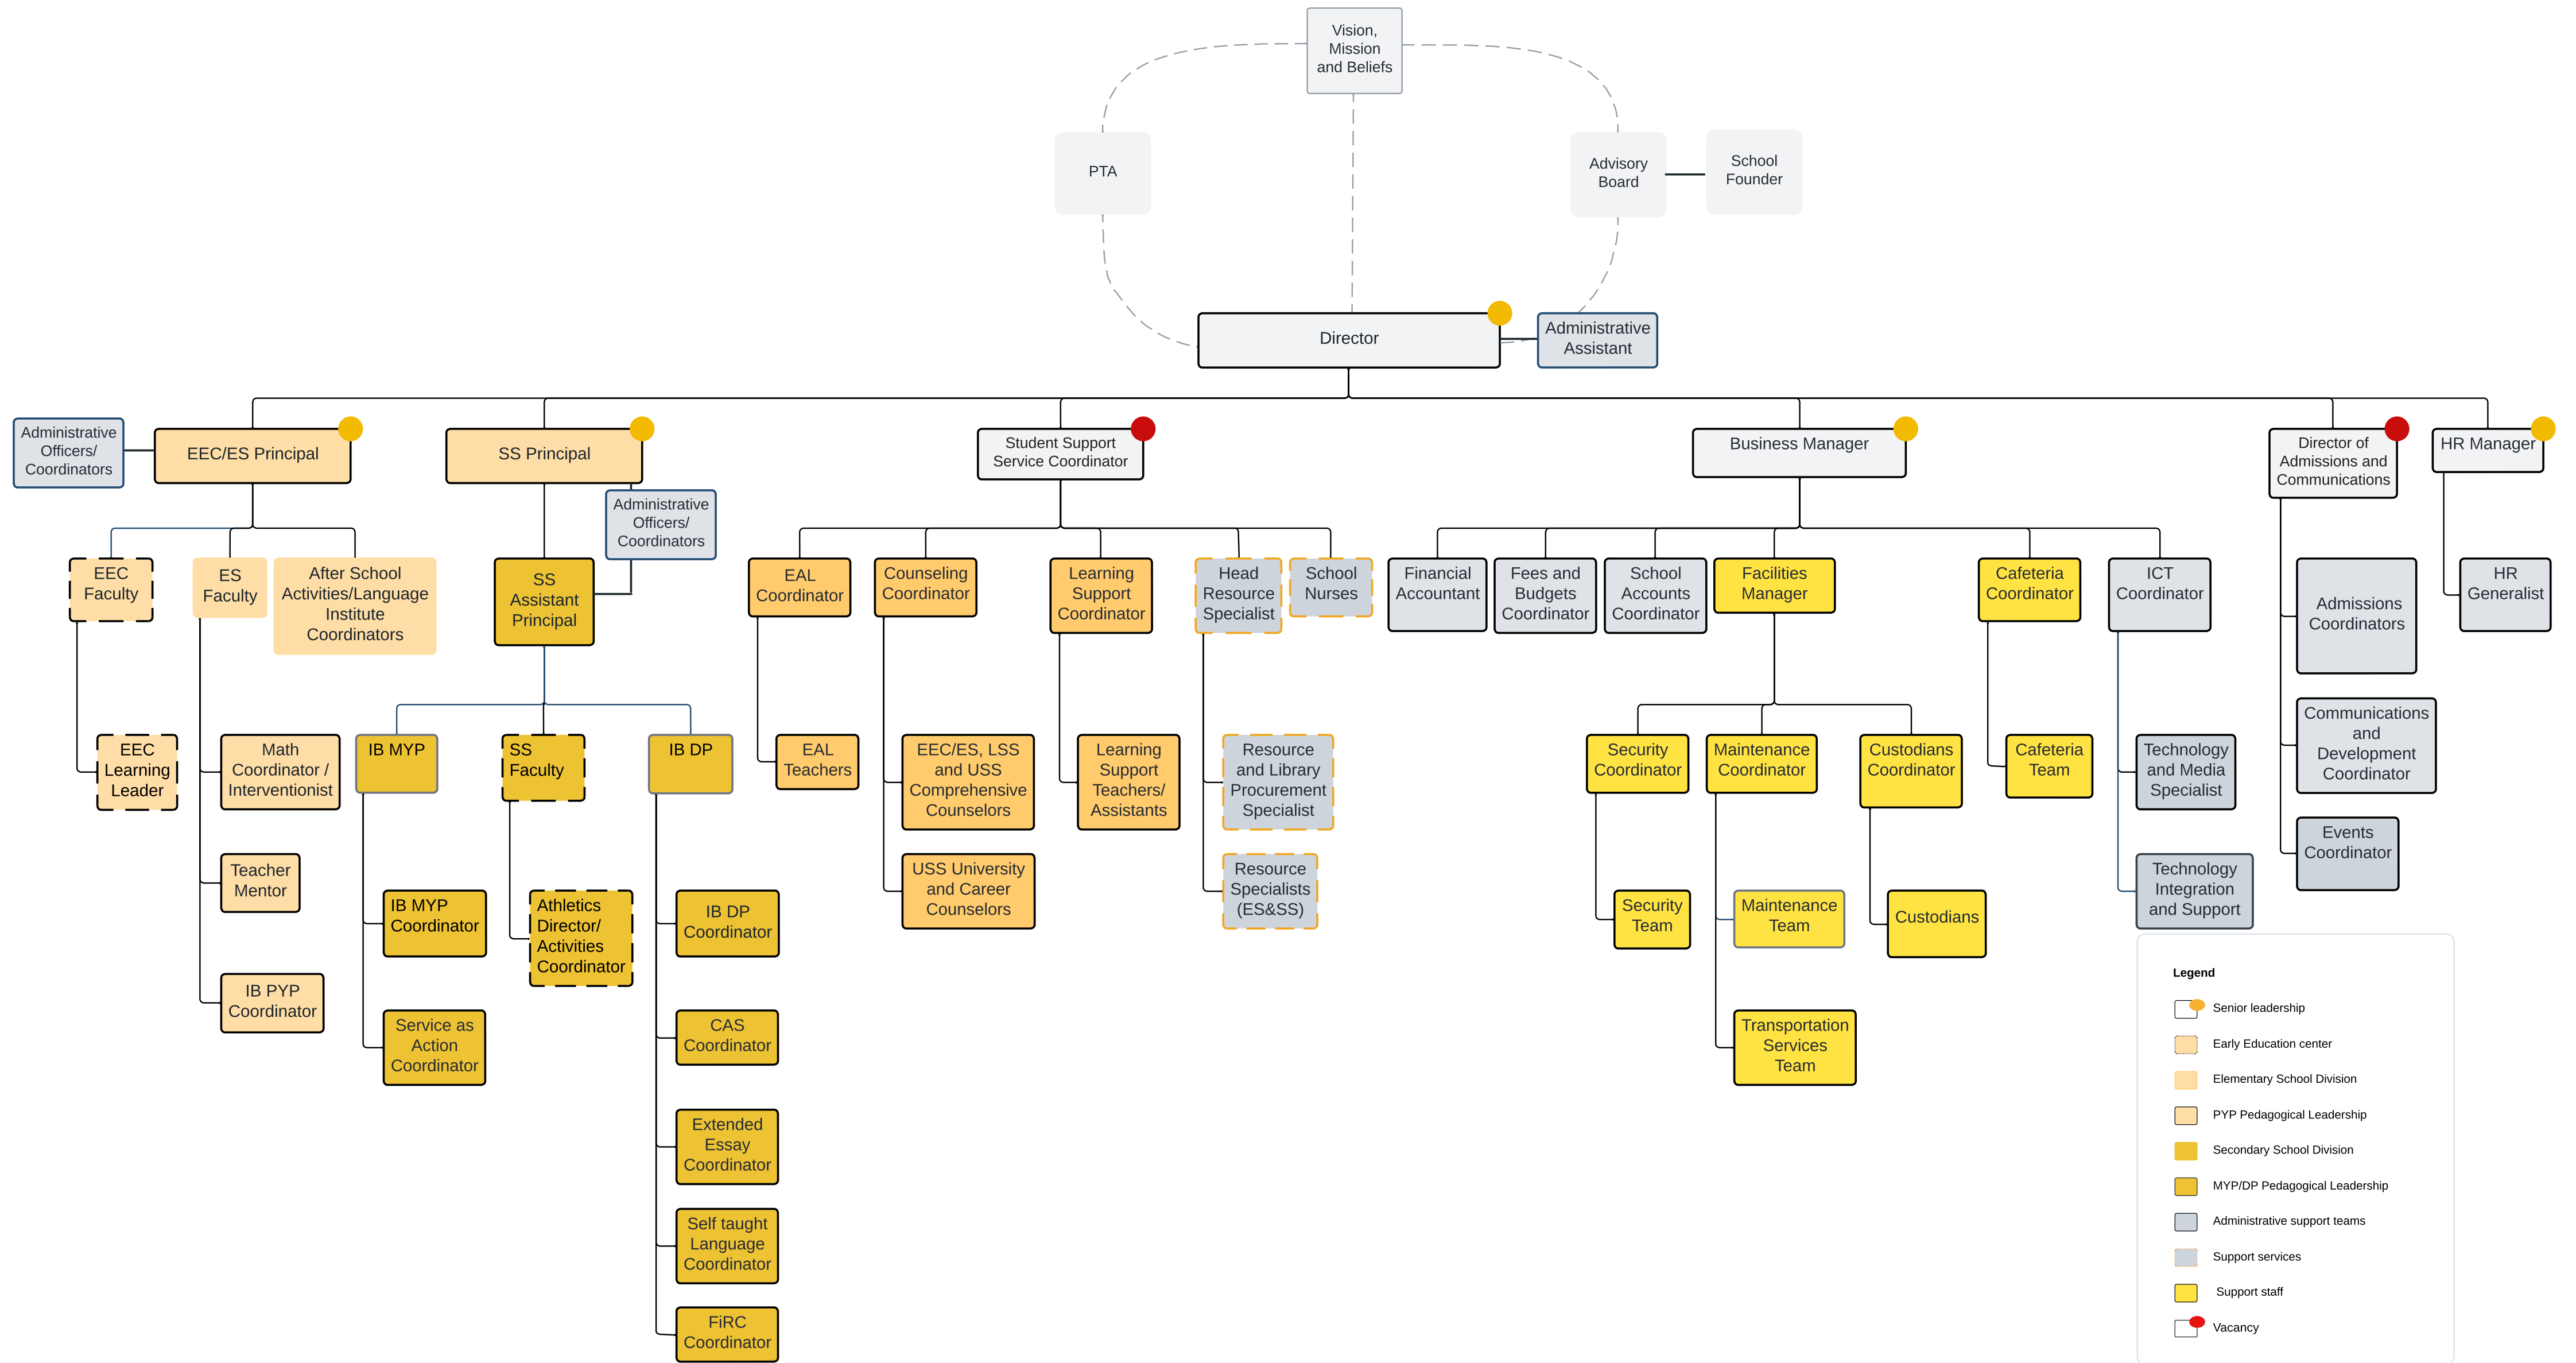 Vision,
Mission
and Beliefs
PTA
Advisory
Board
School
Founder
Director
Administrative
Assistant
Administrative
Officers/
Coordinators
EEC/ES Principal
SS Principal
Administrative
Officers/
Coordinators
Student Support
Service Coordinator
Business Manager
Director of
Admissions and
Communications
HR Manager
EEC
Faculty
ES
Faculty
After School
Activities/Language
Institute
Coordinators
SS
Assistant
Principal
EAL
Coordinator
Counseling
Coordinator
Learning
Support
Coordinator
Head
Resource
Specialist
School
Nurses
Financial
Accountant
Fees and
Budgets
Coordinator
School
Accounts
Coordinator
Facilities
Manager
Cafeteria
Coordinator
ICT
Coordinator
Admissions
Coordinators
HR
Generalist
EEC
Learning
Leader
Math
Coordinator /
Interventionist
IB MYP
SS
Faculty
IB DP
EAL
Teachers
EEC/ES, LSS
and USS
Comprehensive
Counselors
Learning
Support
Teachers/
Assistants
Resource
and Library
Procurement
Specialist
Security
Coordinator
Maintenance
Coordinator
Custodians
Coordinator
Cafeteria
Team
Technology
and Media
Specialist
Communications
and
Development
Coordinator
Teacher
Mentor
USS University
and Career
Counselors
Resource
Specialists
(ES&SS)
Technology
Integration
and Support
Events
Coordinator
IB MYP
Coordinator
Athletics
Director/
Activities
Coordinator
IB DP
Coordinator
Security
Team
Maintenance
Team
Custodians
IB PYP
Coordinator
Service as
Action
Coordinator
CAS
Coordinator
Transportation
Services
Team
Extended
Essay
Coordinator
Self taught
Language
Coordinator
FiRC
Coordinator
Legend
Senior leadership
Early Education center
Elementary School Division
PYP Pedagogical Leadership
Secondary School Division
MYP/DP Pedagogical Leadership
Administrative support teams
Support services
Support staff
Vacancy